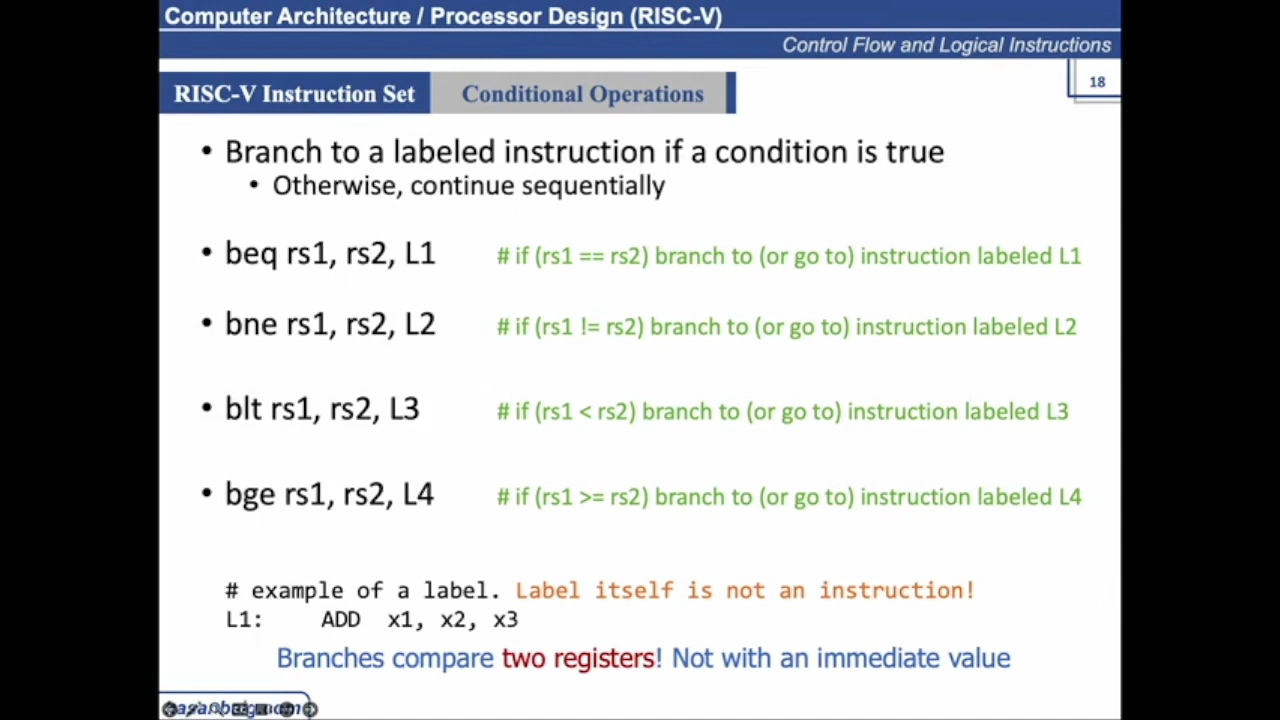 Computer Architecture / Processor Design (RISC-V)
Control Flow and Logical Instructions
RISC-V Instruction Set
Conditional Operations
18
• Branch to a labeled instruction if a condition is true
• Otherwise, continue sequentially
• beq rs1, rs2, L1 # if (rs1 == rs2) branch to (or go to) instruction labeled L1
• bne rs1, rs2, L2 # if (rs1 != rs2) branch to (or go to) instruction labeled L2
• blt rs1, rs2, L3 # if (rs1 < rs2) branch to (or go to) instruction labeled L3
• bge rs1, rs2, L4 # if (rs1 >= rs2) branch to (or go to) instruction labeled L4
# example of a label. Label itself is not an instruction!
L1: ADD x1, x2, x3
Branches compare two registers! Not with an immediate value